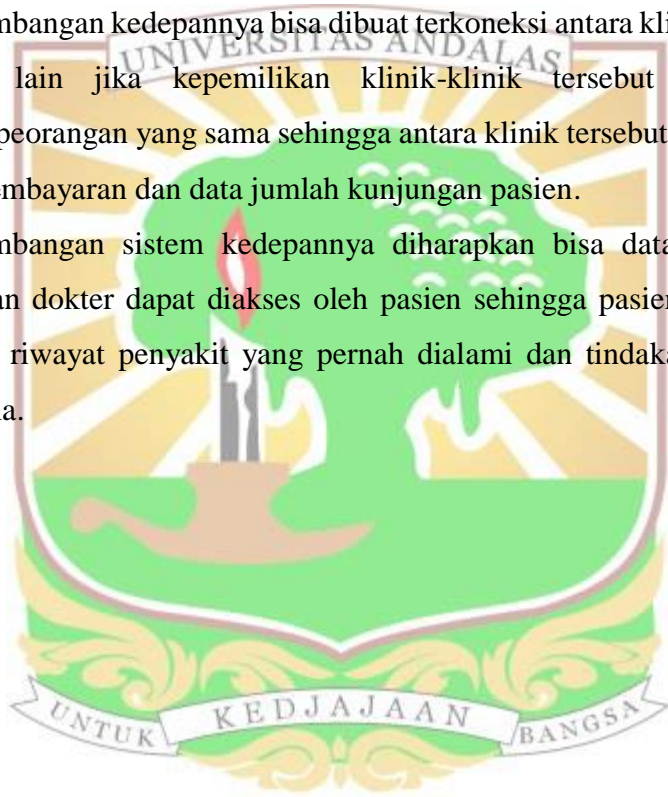 mbangan kedepannya bisa dibuat terkoneksi antara kli
UNIVERSITAS ANDALAS
lain jika kepemilikan klinik-klinik tersebut
peorangan yang sama sehingga antara klinik tersebut
embayaran dan data jumlah kunjungan pasien.
mbangan sistem kedepannya diharapkan bisa data
an dokter dapat diakses oleh pasien sehingga pasien
riwayat penyakit yang pernah dialami dan tindaka
a.
UNTUK KEDJAJAAN BANGSA